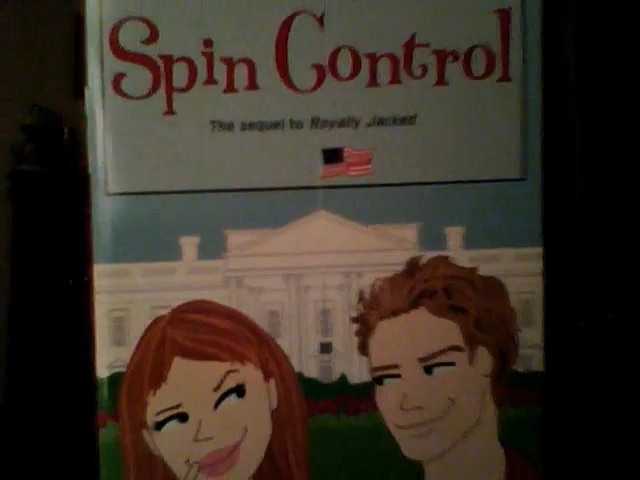 Spin Control
The sequel to Royally Jacked